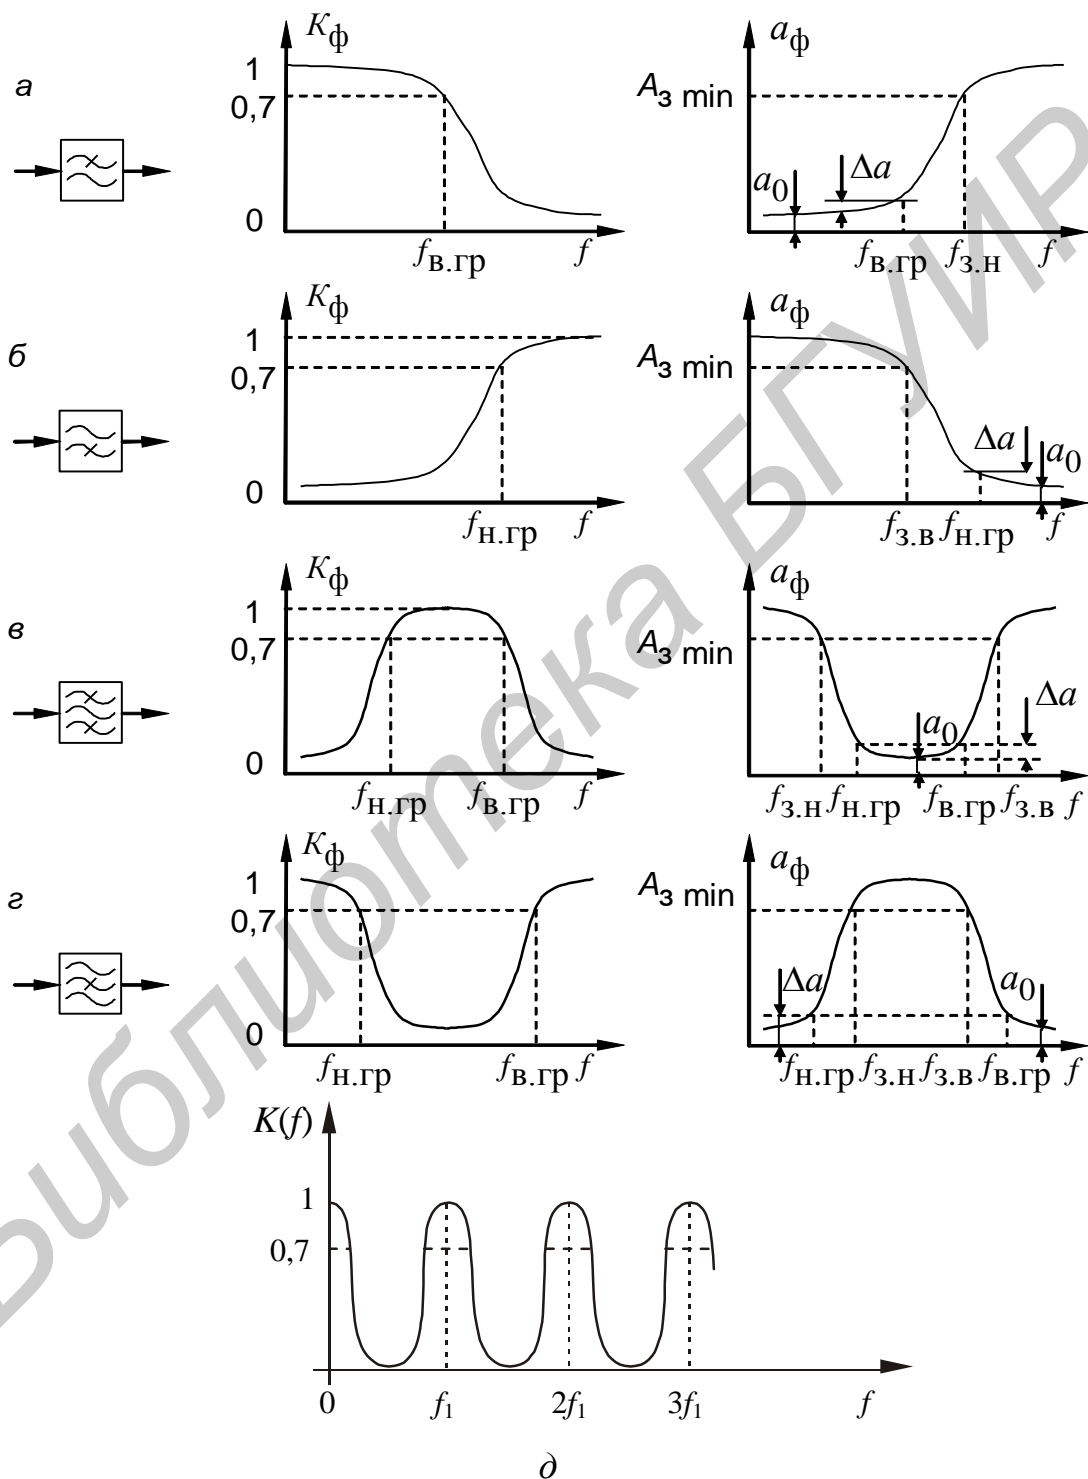 Kф
aф
а
1
0,7
0
fв.гр
f
Aз min
a0
Δa
fв.гр
fз.н
f
Kф
aф
б
1
0,7
0
fн.гр
f
Aз min
Δa
a0
fз.в
fн.гр
f
Kф
aф
в
1
0,7
0
fн.гр
fв.гр
f
Aз min
a0
Δa
fз.н
fн.гр
fв.гр
fз.в
f
Kф
aф
г
1
0,7
0
fн.гр
fв.гр
f
Aз min
Δa
a0
fн.гр
fз.н
fз.в
fв.гр
f
K(f)
1
0,7
0
f1
2f1
3f1
f
д
Библиотека БГУИР